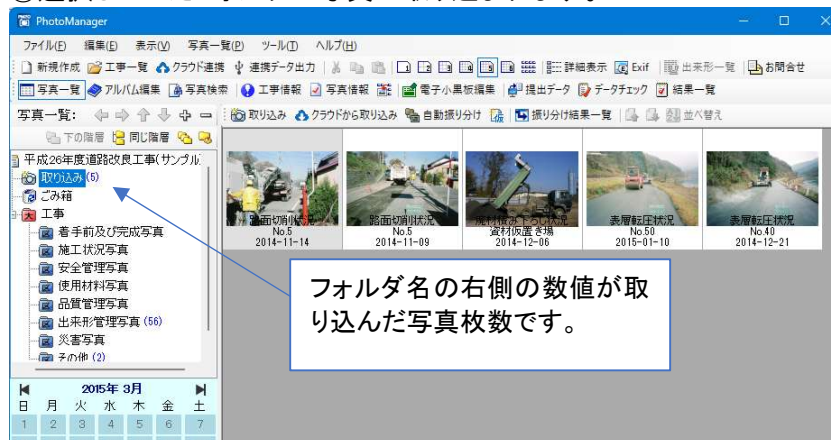 PhotoManager
ファイル(F) 編集(E) 表示(V) 写真一覧(P) ツール(T) ヘルプ(H)
新規作成 工事一覧 クラウド連携 連携データ出力 詳細表示 Exif 出来形一覧 お問合せ
写真一覧 アルバム編集 写真検索 工事情報 写真情報 電子小黒板編集 提出データ データチェック 結果一覧
写真一覧: 取り込み クラウドから取り込み 自動振り分け 振り分け結果一覧 並べ替え
下の階層 同じ階層
平成26年度道路改良工事(サンプル
取り込み (5)
ごみ箱
工事
着手前及び完成写真
施工状況写真
安全管理写真
使用材料写真
品質管理写真
出来形管理写真 (56)
災害写真
その他 (2)
路面切削状況
No.5
2014-11-14
路面切削状況
No.5
2014-11-09
廃材積み下ろし状況
資材仮置き場
2014-12-06
表層転圧状況
No.50
2015-01-10
表層転圧状況
No.40
2014-12-21
フォルダ名の右側の数値が取
り込んだ写真枚数です。
2015年 3月
日 月 火 水 木 金 土
1 2 3 4 5 6 7